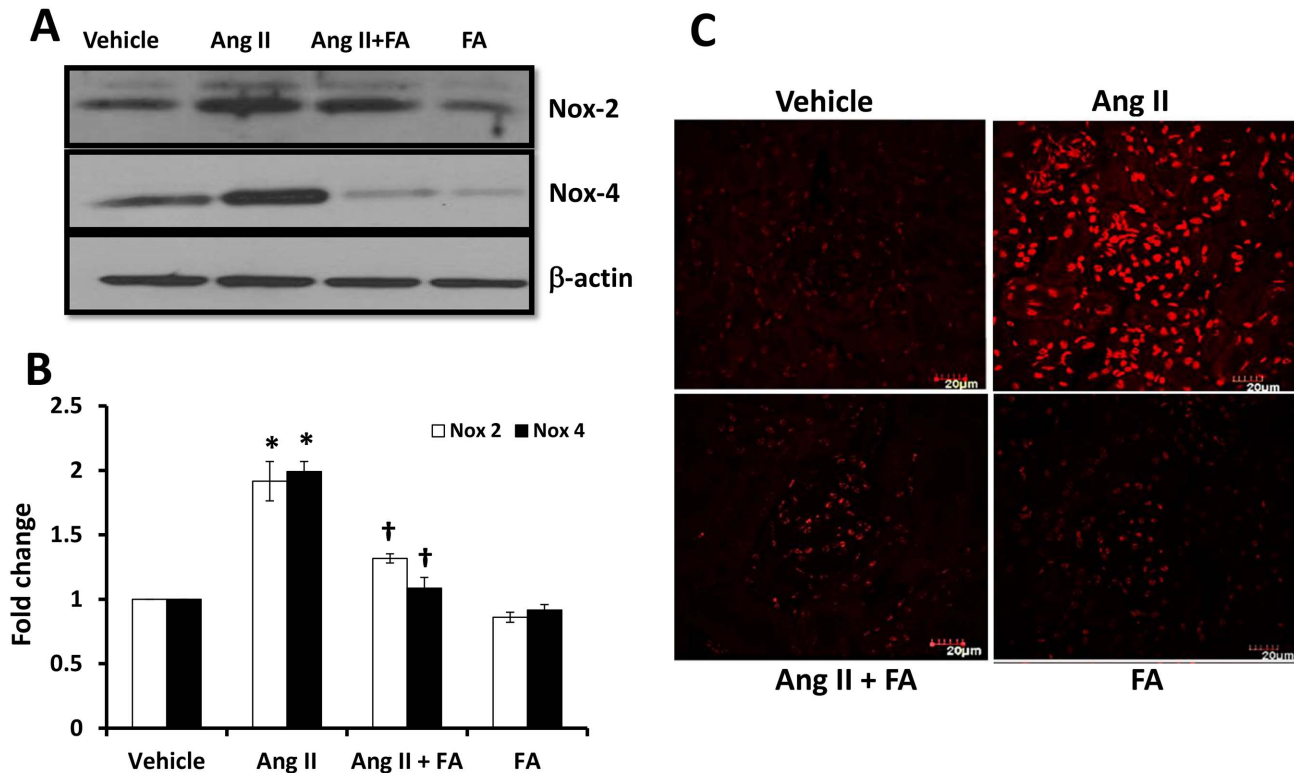 A
Vehicle Ang II Ang II+FA FA
Nox-2
Nox-4
β-actin
B
2.5
2
1.5
1
0.5
0
Fold change
Nox 2 Nox 4
* *
† †
Vehicle Ang II Ang II + FA FA
C
Vehicle Ang II
20µm 20µm
20µm 20µm
Ang II + FA FA